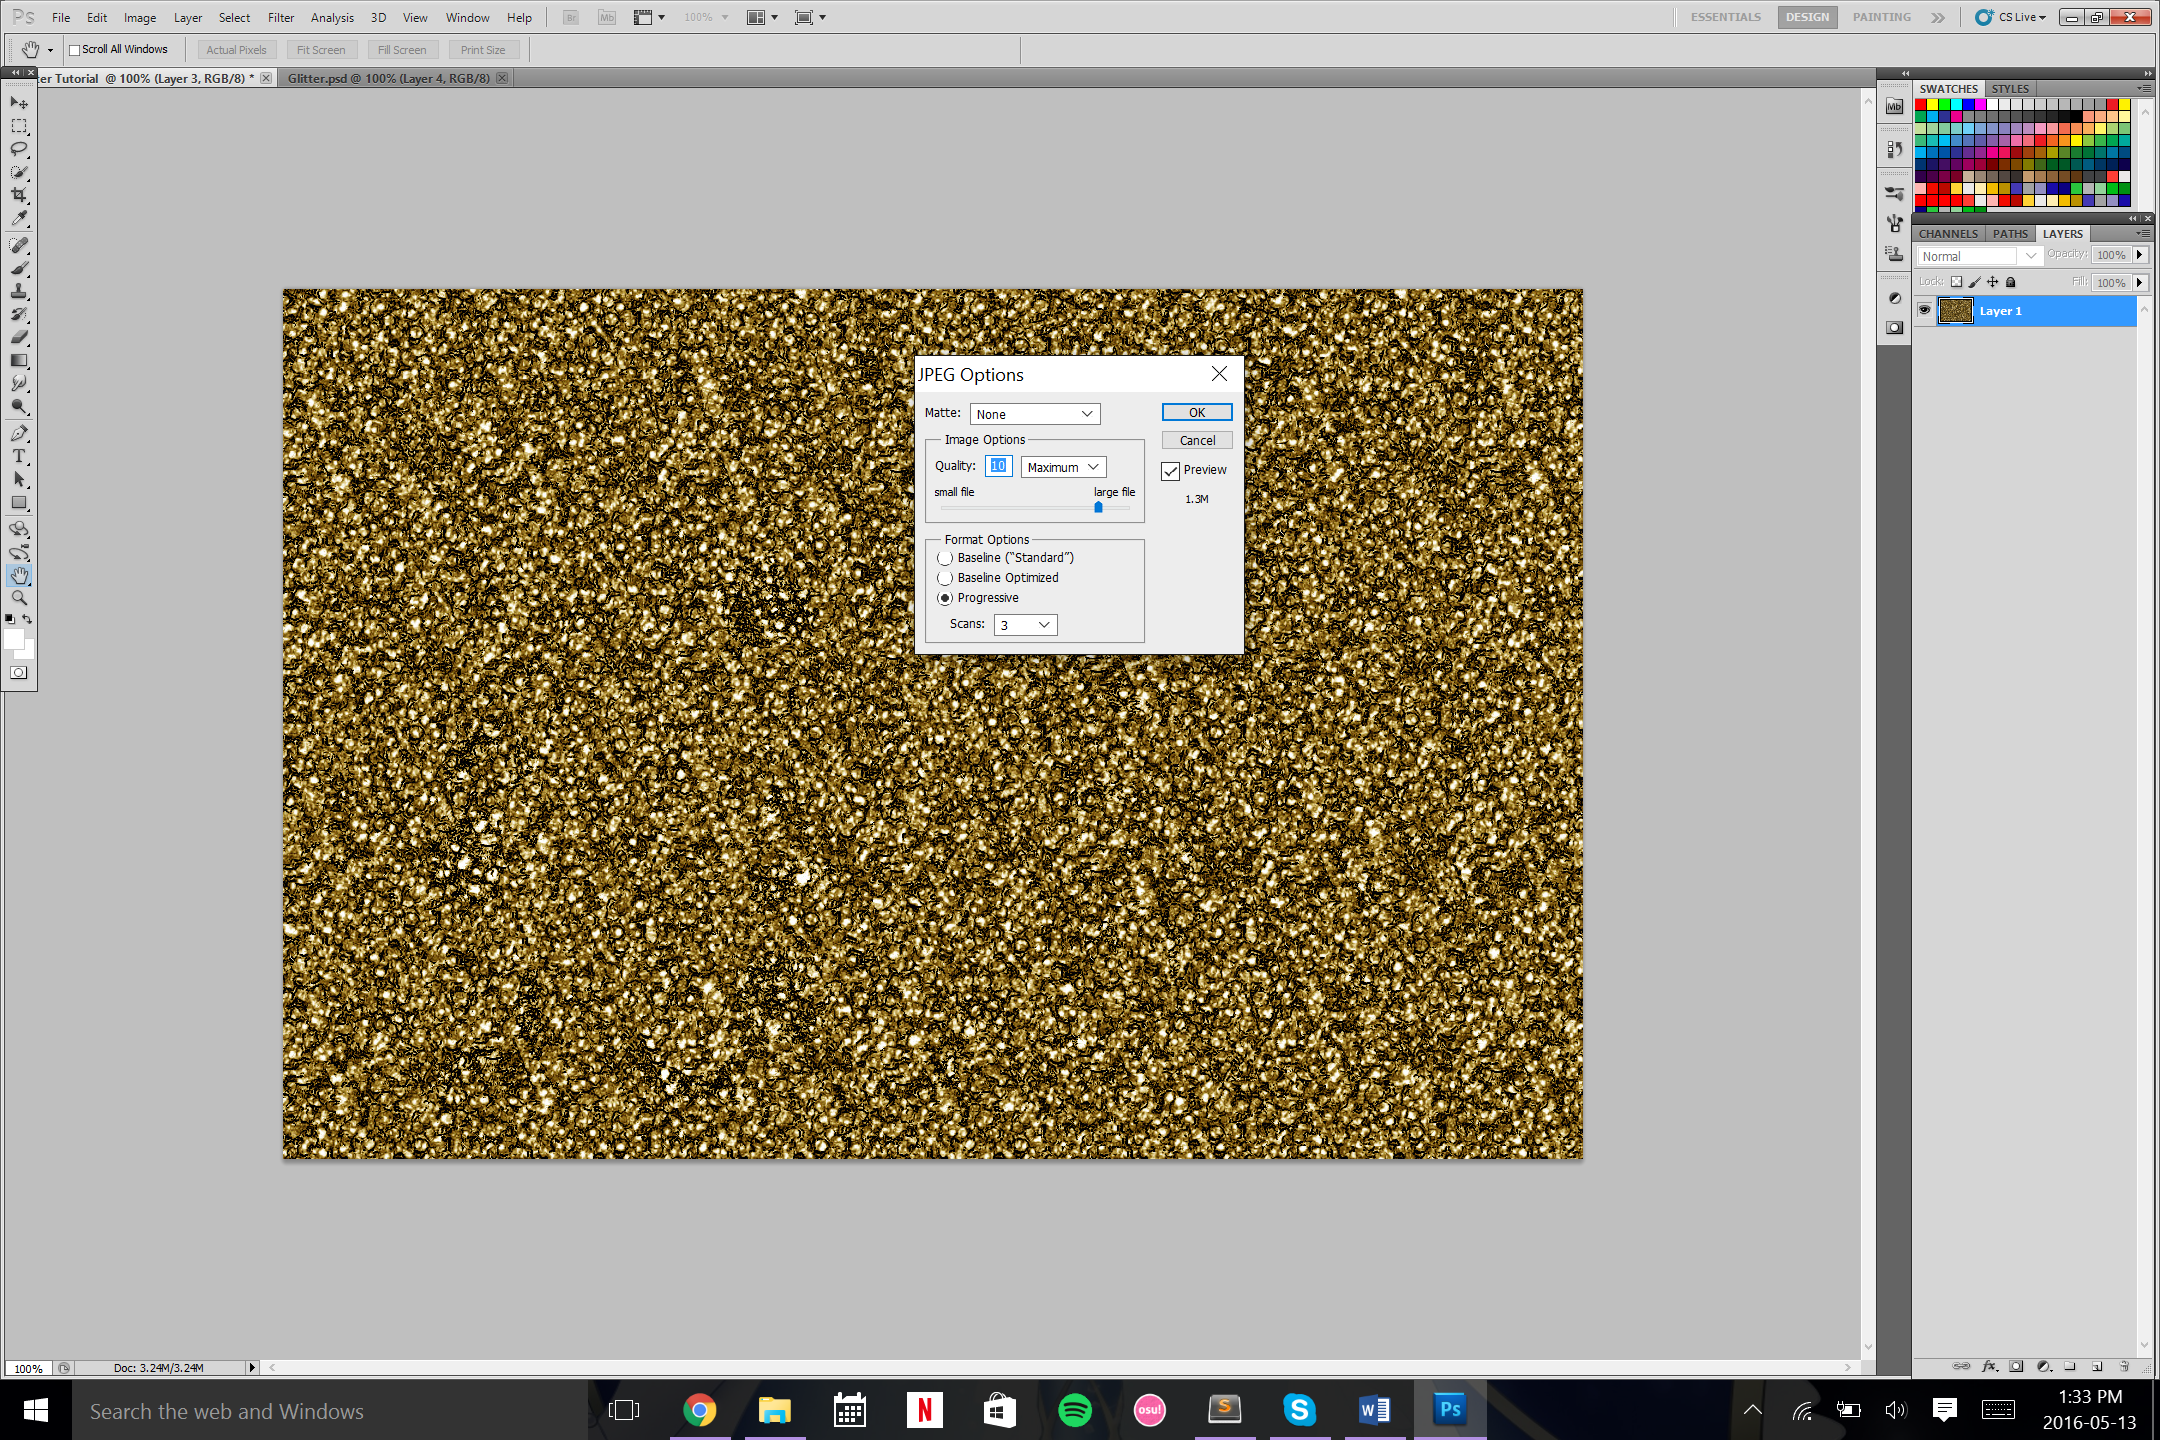 Ps File Edit Image Layer Select Filter Analysis 3D View Window Help Br Mb 100% ESSENTIALS DESIGN PAINTING CS Live
Scroll All Windows Actual Pixels Fit Screen Fill Screen Print Size
ter Tutorial @ 100% (Layer 3, RGB/8) * Glitter.psd @ 100% (Layer 4, RGB/8)
SWATCHES STYLES
Mb
CHANNELS PATHS LAYERS
Normal Opacity: 100%
Lock: Fill: 100%
Layer 1
JPEG Options
Matte: None OK
Cancel
Image Options
Quality: 10 Maximum Preview
small file large file 1.3M
Format Options
Baseline ("Standard")
Baseline Optimized
Progressive
Scans: 3
T
100% Doc: 3.24M/3.24M
fx
Search the web and Windows
N
osu!
S
S
W
Ps
1:33 PM
2016-05-13